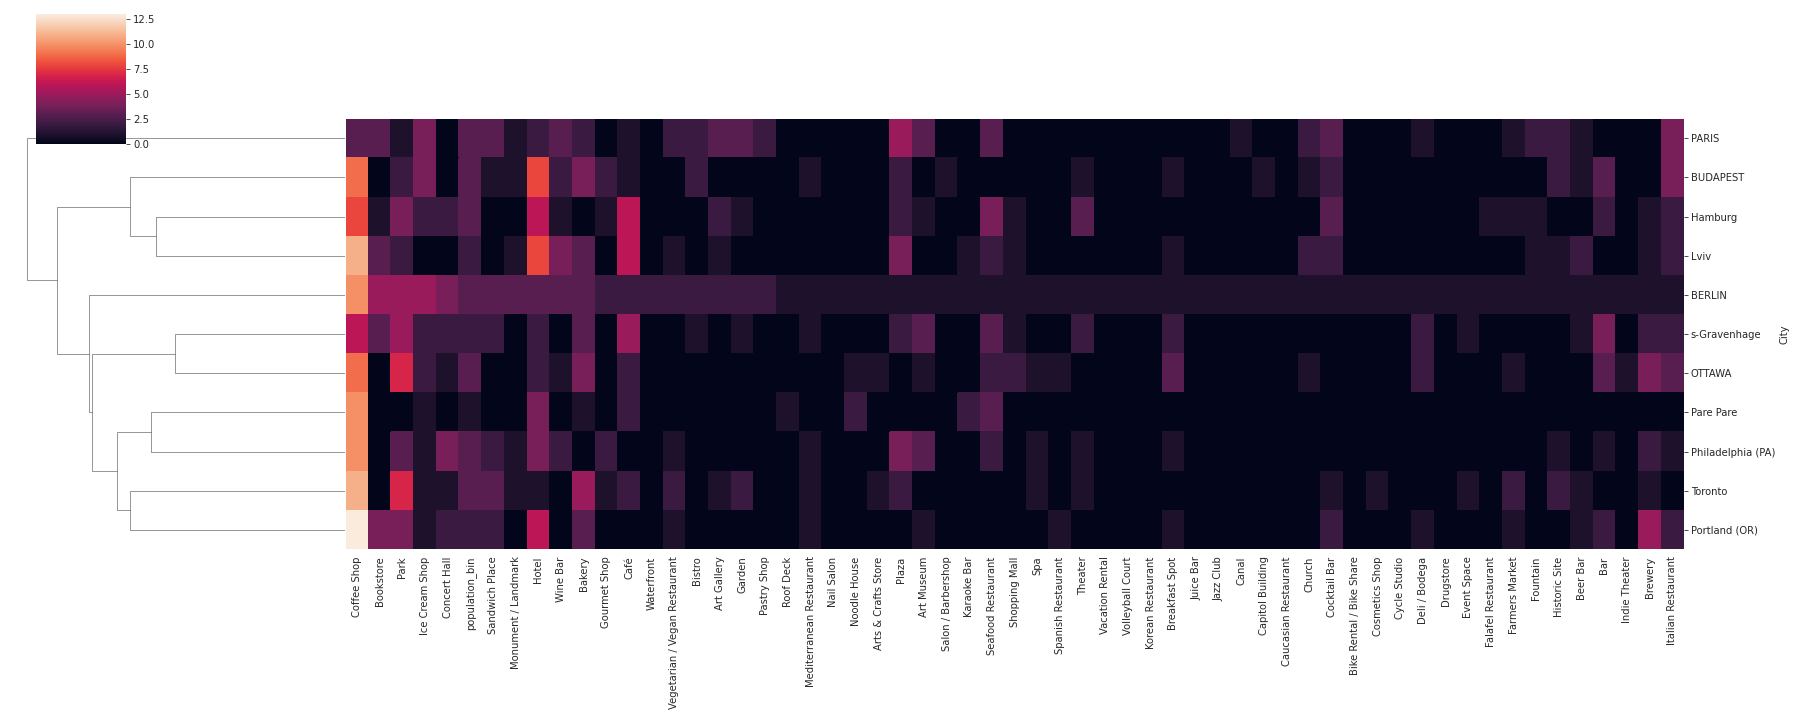 12.5
10.0
7.5
5.0
2.5
0.0
PARIS
BUDAPEST
Hamburg
Lviv
BERLIN
s-Gravenhage
OTTAWA
Pare Pare
Philadelphia (PA)
Toronto
Portland (OR)
City
Coffee Shop
Bookstore
Park
Ice Cream Shop
Concert Hall
population_bin
Sandwich Place
Monument / Landmark
Hotel
Wine Bar
Bakery
Gourmet Shop
Café
Waterfront
Vegetarian / Vegan Restaurant
Bistro
Art Gallery
Garden
Pastry Shop
Roof Deck
Mediterranean Restaurant
Nail Salon
Noodle House
Arts & Crafts Store
Plaza
Art Museum
Salon / Barbershop
Karaoke Bar
Seafood Restaurant
Shopping Mall
Spa
Spanish Restaurant
Theater
Vacation Rental
Volleyball Court
Korean Restaurant
Breakfast Spot
Juice Bar
Jazz Club
Canal
Capitol Building
Caucasian Restaurant
Church
Cocktail Bar
Bike Rental / Bike Share
Cosmetics Shop
Cycle Studio
Deli / Bodega
Drugstore
Event Space
Falafel Restaurant
Farmers Market
Fountain
Historic Site
Beer Bar
Bar
Indie Theater
Brewery
Italian Restaurant